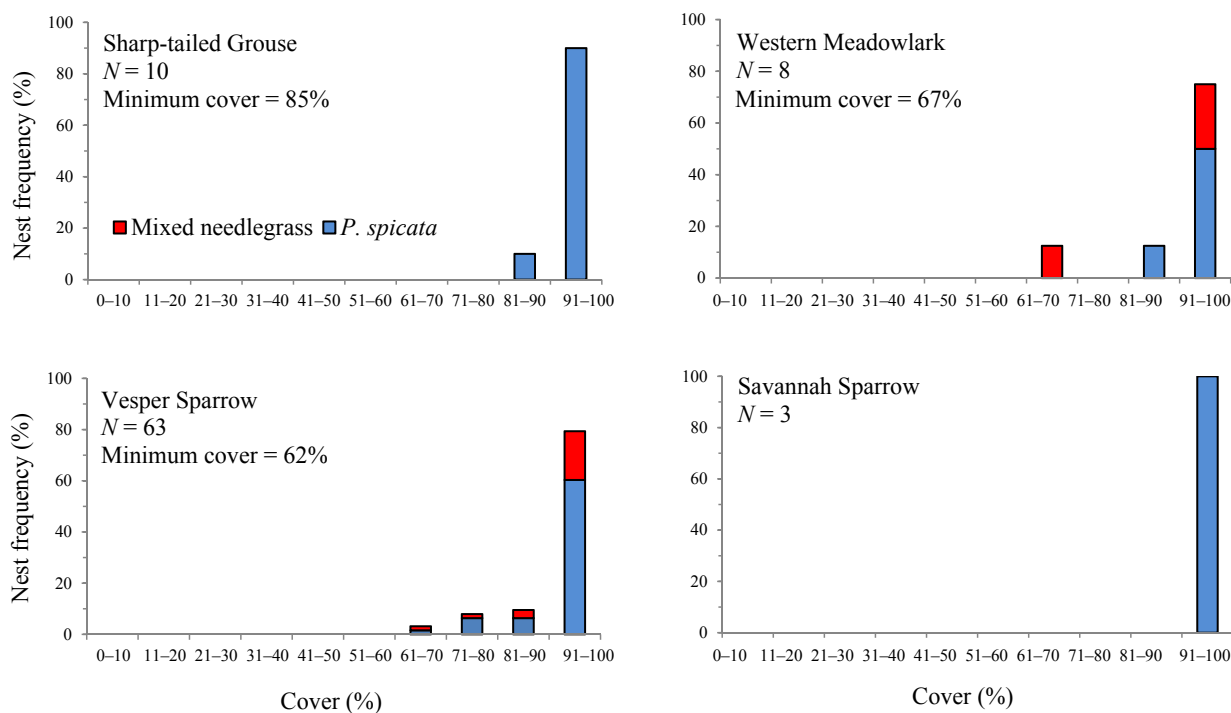 Sharp-tailed Grouse
N = 10
Minimum cover = 85%
Nest frequency (%)
100
80
60
40
20
0
Mixed needlegrass P. spicata
0–10 11–20 21–30 31–40 41–50 51–60 61–70 71–80 81–90 91–100
Western Meadowlark
N = 8
Minimum cover = 67%
Nest frequency (%)
100
80
60
40
20
0
0–10 11–20 21–30 31–40 41–50 51–60 61–70 71–80 81–90 91–100
Vesper Sparrow
N = 63
Minimum cover = 62%
Nest frequency (%)
100
80
60
40
20
0
0–10 11–20 21–30 31–40 41–50 51–60 61–70 71–80 81–90 91–100
Cover (%)
Savannah Sparrow
N = 3
Nest frequency (%)
100
80
60
40
20
0
0–10 11–20 21–30 31–40 41–50 51–60 61–70 71–80 81–90 91–100
Cover (%)